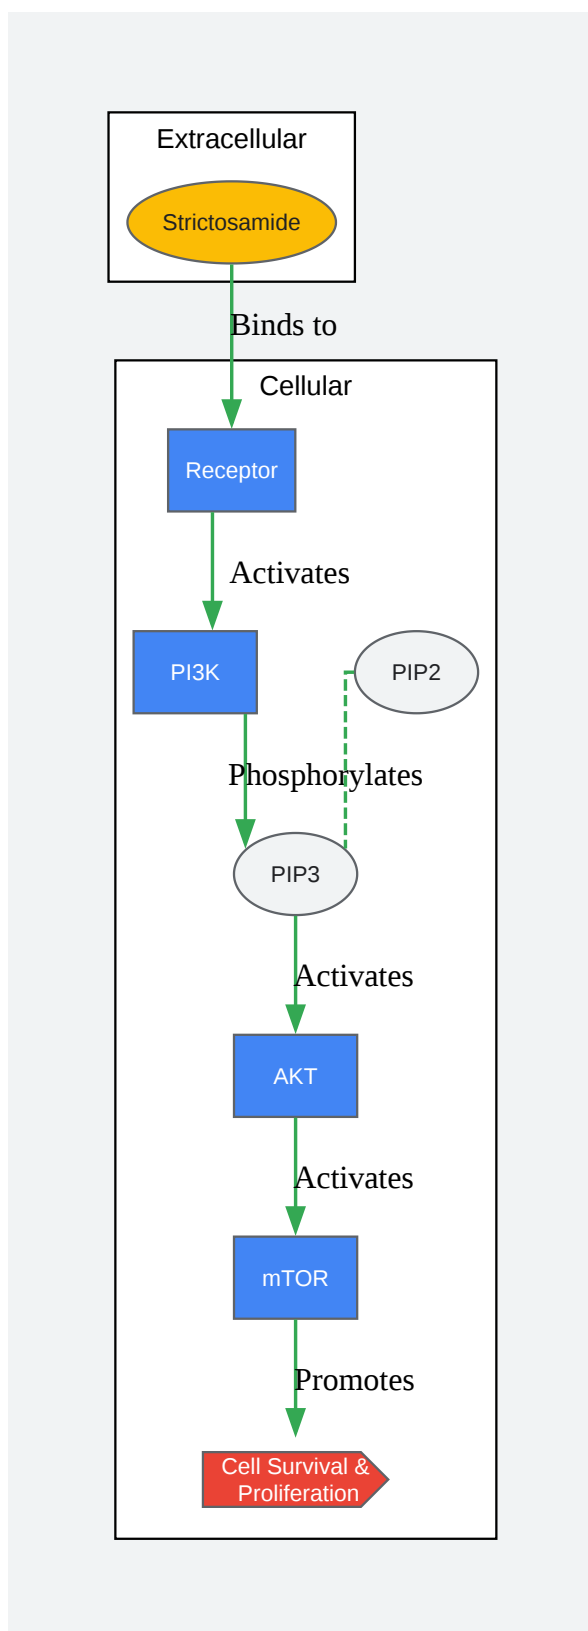 Extracellular
Strictosamide
Binds to
Cellular
Receptor
Activates
PI3K
PIP2
Phosphorylates
PIP3
Activates
AKT
Activates
mTOR
Promotes
Cell Survival &
Proliferation